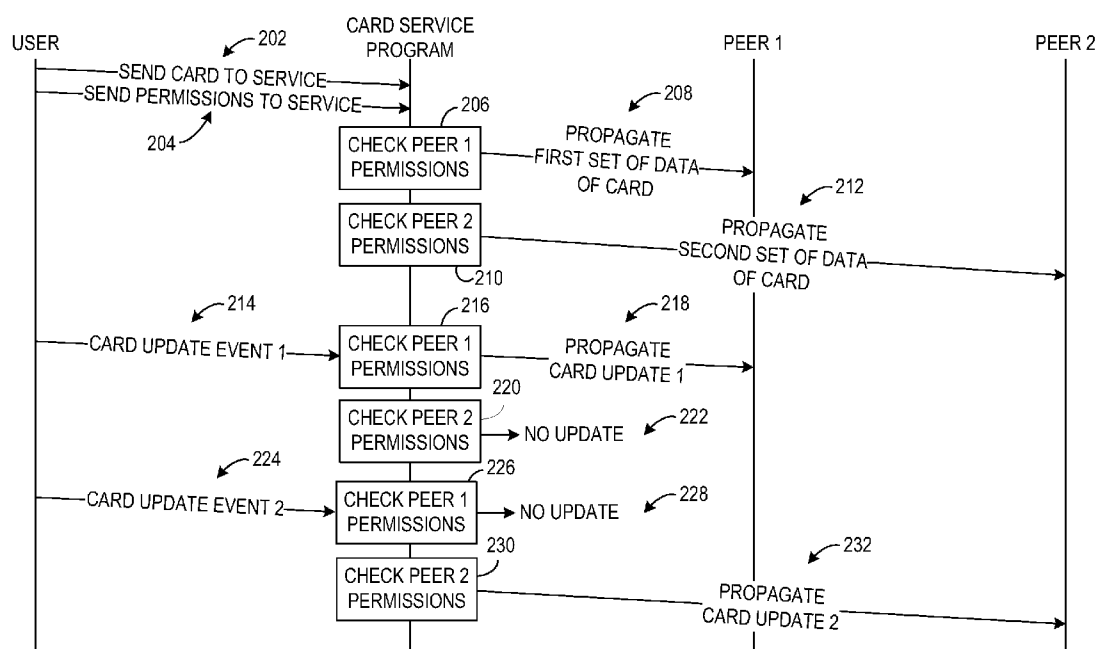 USER
202
CARD SERVICE
PROGRAM
PEER 1
PEER 2
SEND CARD TO SERVICE
SEND PERMISSIONS TO SERVICE
204
206
CHECK PEER 1
PERMISSIONS
208
PROPAGATE
FIRST SET OF DATA
OF CARD
CHECK PEER 2
PERMISSIONS
210
212
PROPAGATE
SECOND SET OF DATA
OF CARD
214
CARD UPDATE EVENT 1
216
CHECK PEER 1
PERMISSIONS
218
PROPAGATE
CARD UPDATE 1
220
CHECK PEER 2
PERMISSIONS
NO UPDATE
222
224
CARD UPDATE EVENT 2
226
CHECK PEER 1
PERMISSIONS
NO UPDATE
228
230
CHECK PEER 2
PERMISSIONS
232
PROPAGATE
CARD UPDATE 2